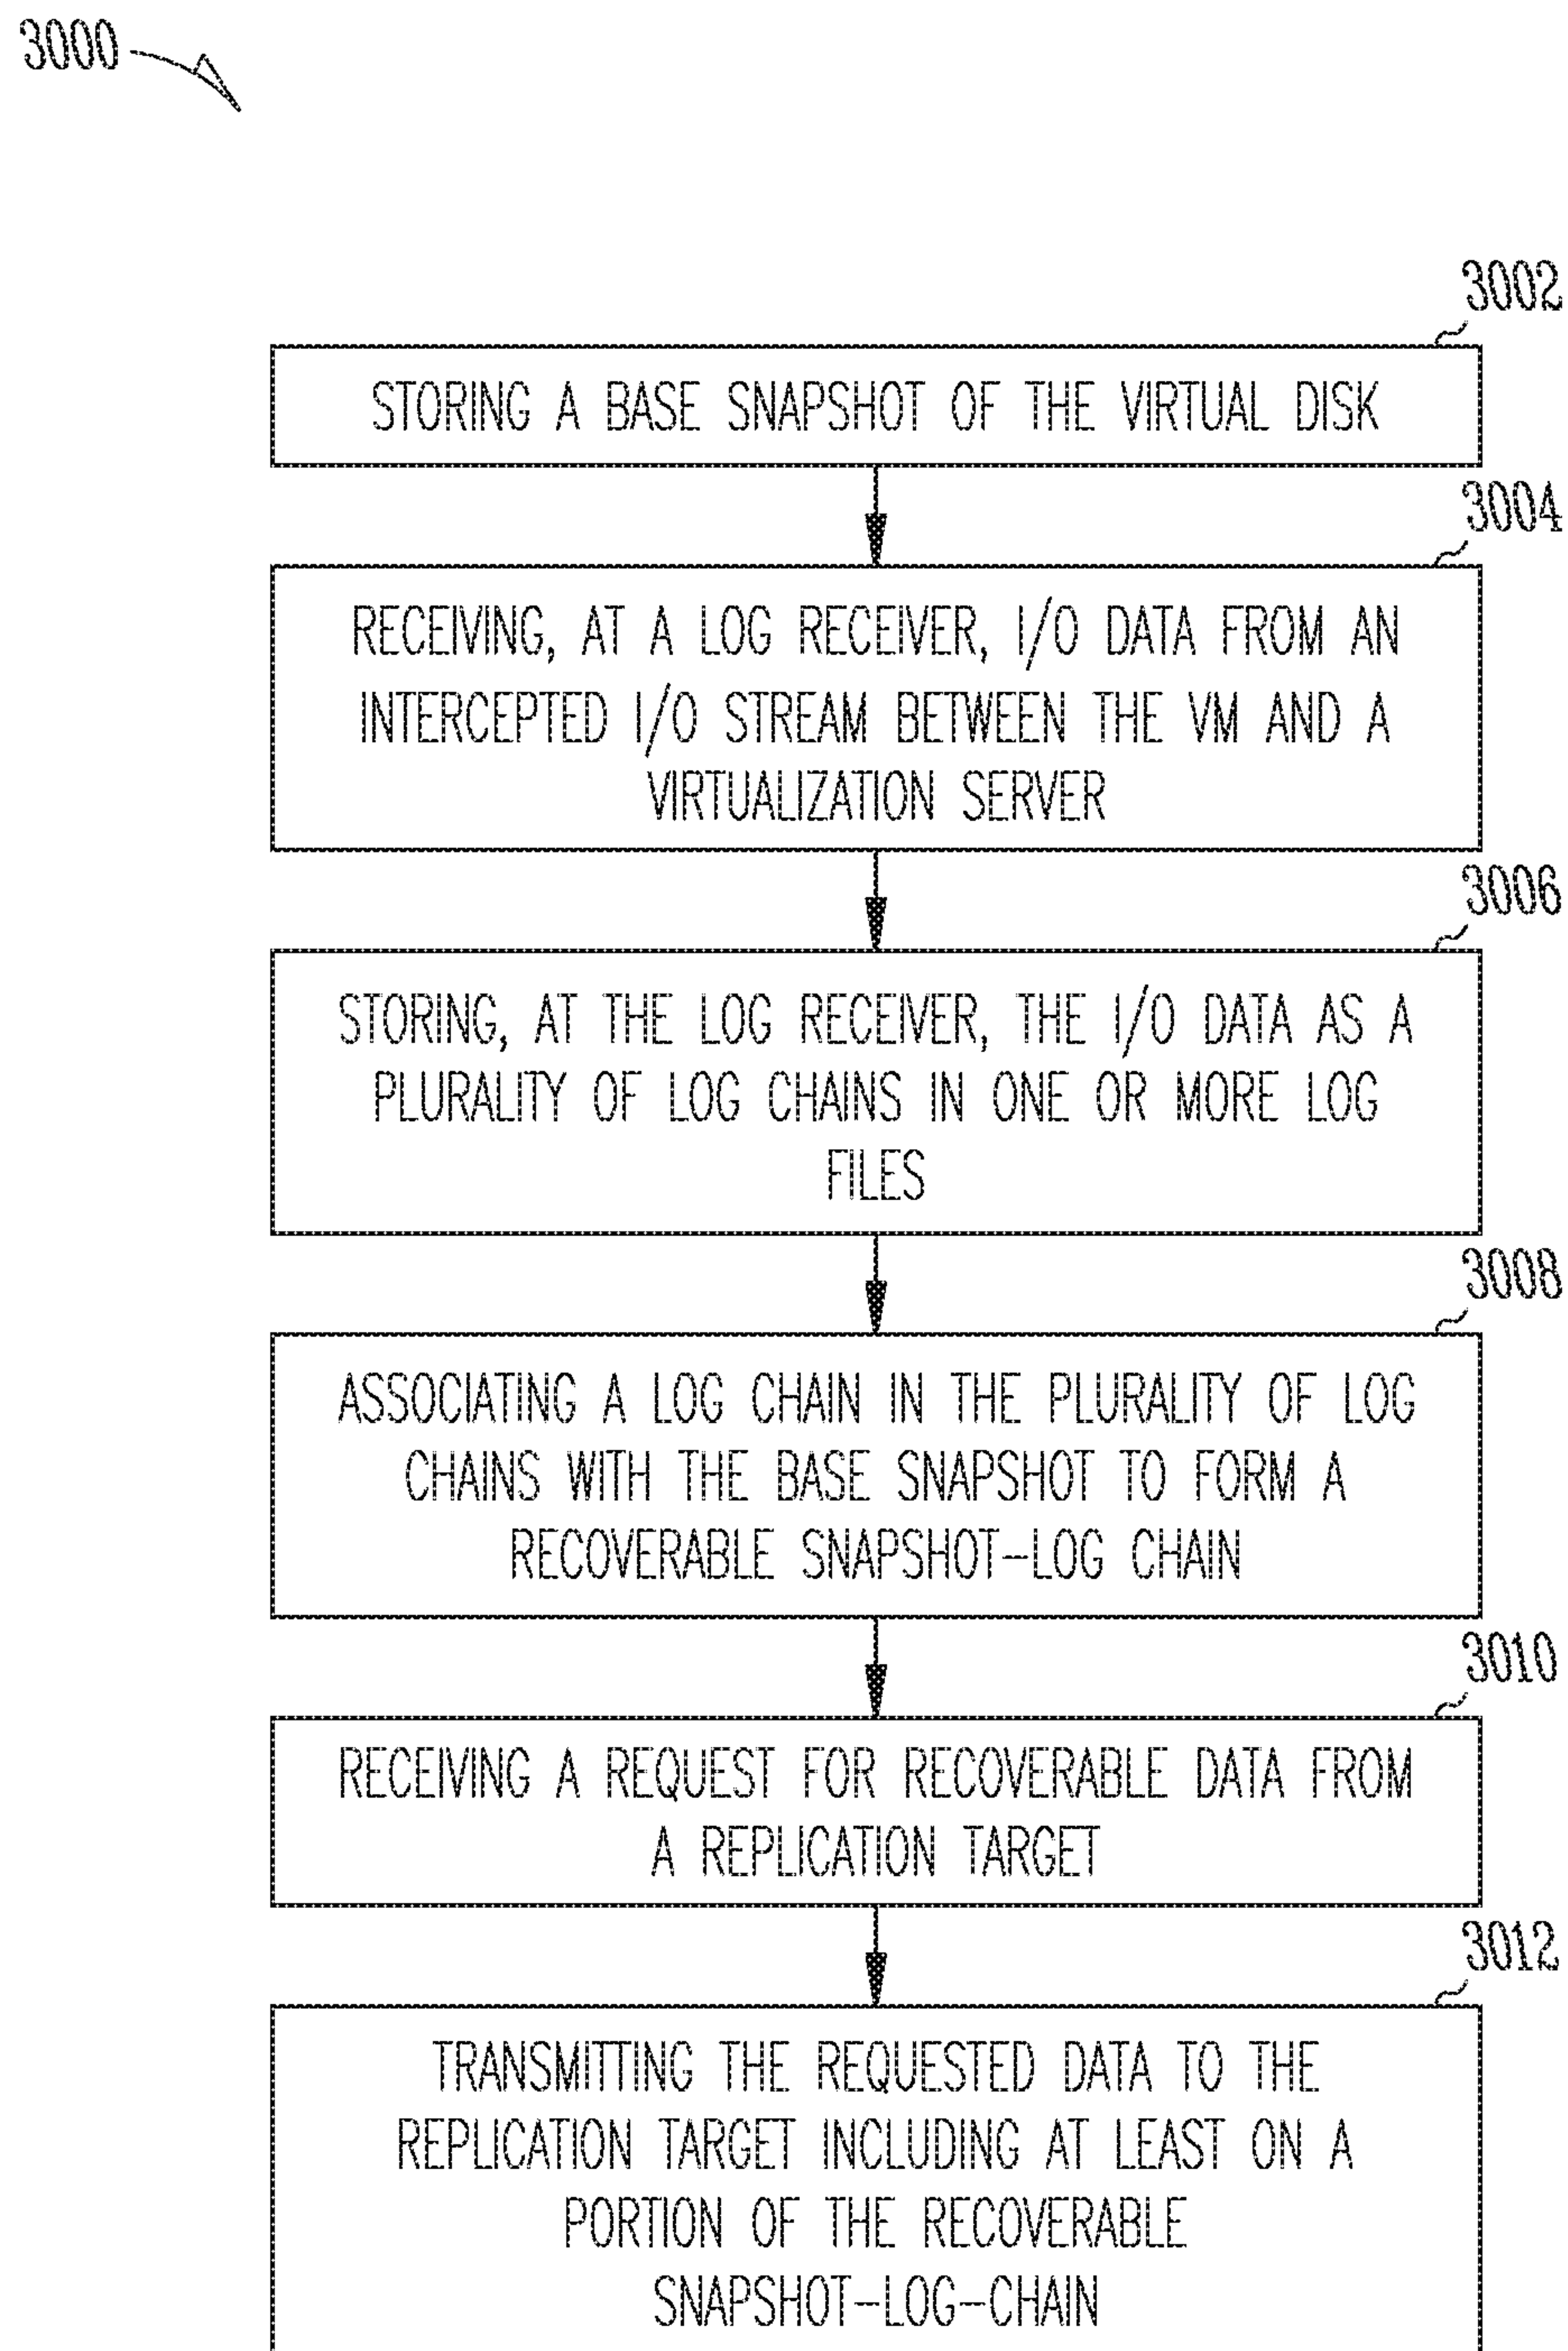 3000
3002
STORING A BASE SNAPSHOT OF THE VIRTUAL DISK
3004
RECEIVING, AT A LOG RECEIVER, I/O DATA FROM AN
INTERCEPTED I/O STREAM BETWEEN THE VM AND A
VIRTUALIZATION SERVER
3006
STORING, AT THE LOG RECEIVER, THE I/O DATA AS A
PLURALITY OF LOG CHAINS IN ONE OR MORE LOG
FILES
3008
ASSOCIATING A LOG CHAIN IN THE PLURALITY OF LOG
CHAINS WITH THE BASE SNAPSHOT TO FORM A
RECOVERABLE SNAPSHOT-LOG CHAIN
3010
RECEIVING A REQUEST FOR RECOVERABLE DATA FROM
A REPLICATION TARGET
3012
TRANSMITTING THE REQUESTED DATA TO THE
REPLICATION TARGET INCLUDING AT LEAST ON A
PORTION OF THE RECOVERABLE
SNAPSHOT-LOG-CHAIN